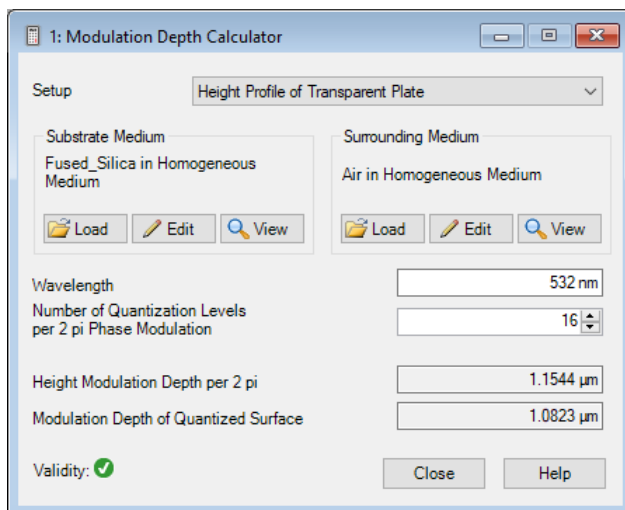 1: Modulation Depth Calculator
Setup
Height Profile of Transparent Plate
Substrate Medium
Fused_Silica in Homogeneous
Medium
Load
Edit
View
Surrounding Medium
Air in Homogeneous Medium
Load
Edit
View
Wavelength
532 nm
Number of Quantization Levels
per 2 pi Phase Modulation
16
Height Modulation Depth per 2 pi
1.1544 µm
Modulation Depth of Quantized Surface
1.0823 µm
Validity:
Close
Help